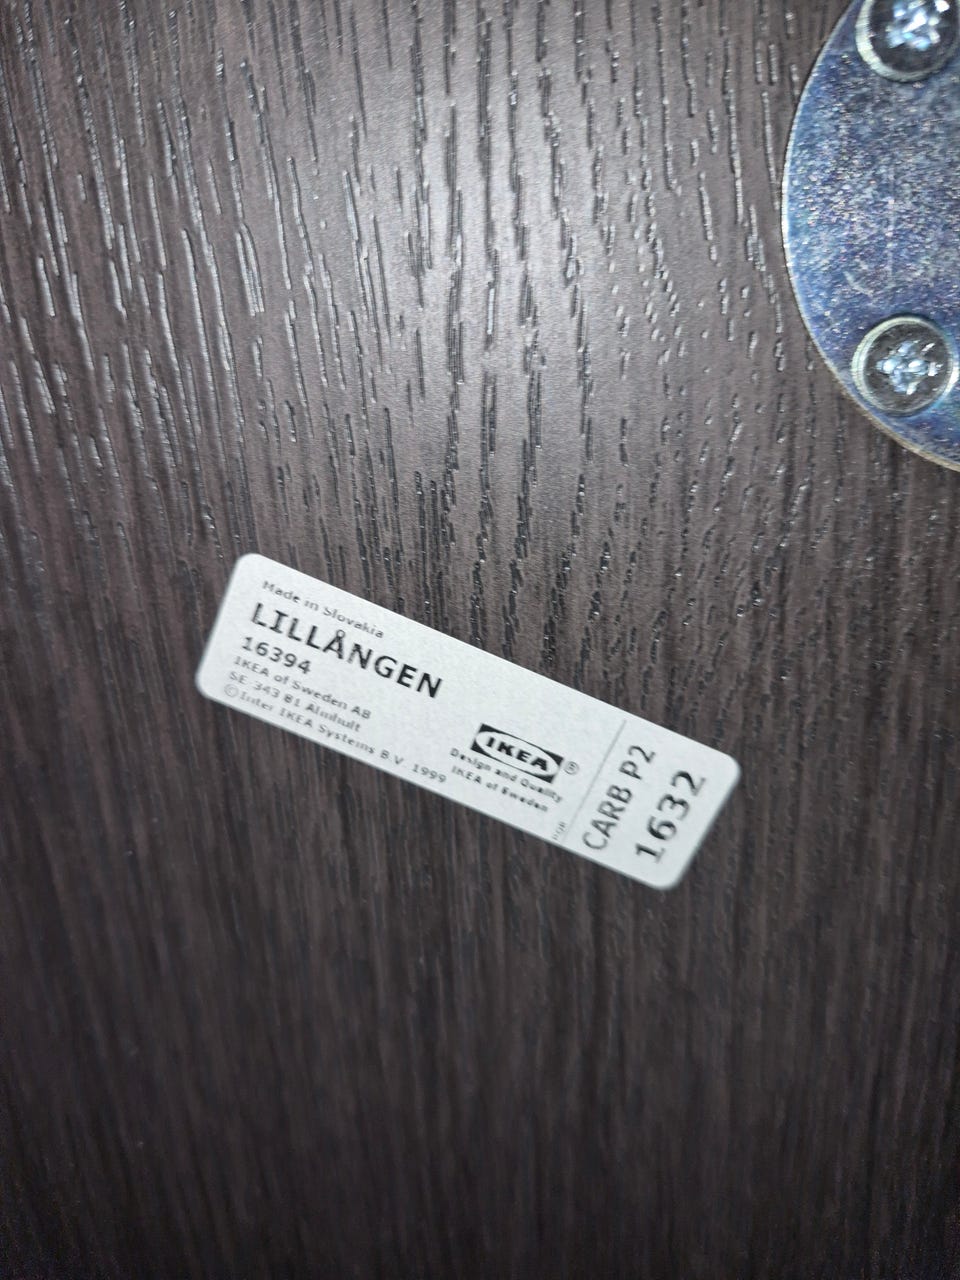 Made in Slovakia
LILLÅNGEN
16394
IKEA of Sweden AB
SE-343 81 Älmhult
© Inter IKEA Systems B.V. 1999
IKEA®
Design and Quality
IKEA of Sweden
CARB P2
1632